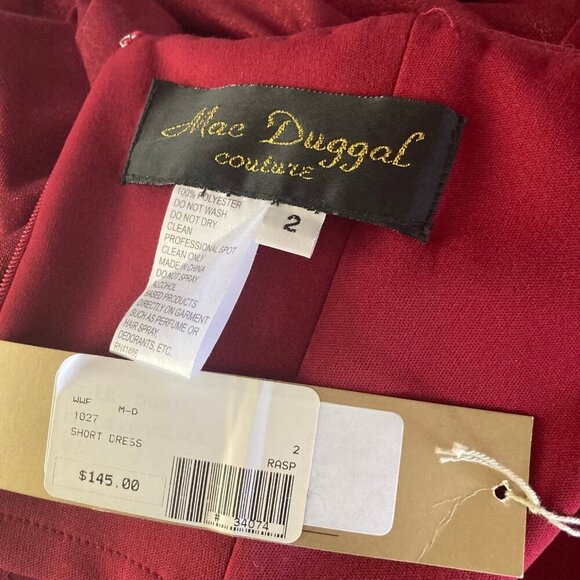 Mac Duggal
couture
100% POLYESTER
DO NOT WASH
DO NOT DRY
CLEAN
PROFESSIONAL SPOT
CLEAN ONLY
MADE IN CHINA
DO NOT SPRAY
ALCOHOL
BASED PRODUCTS
DIRECTLY ON GARMENT
SUCH AS PERFUME OR
HAIR SPRAY,
DEDORANTS, ETC.
2
WWF M-D
1027
SHORT DRESS
2
RASP
$145.00
# 34074